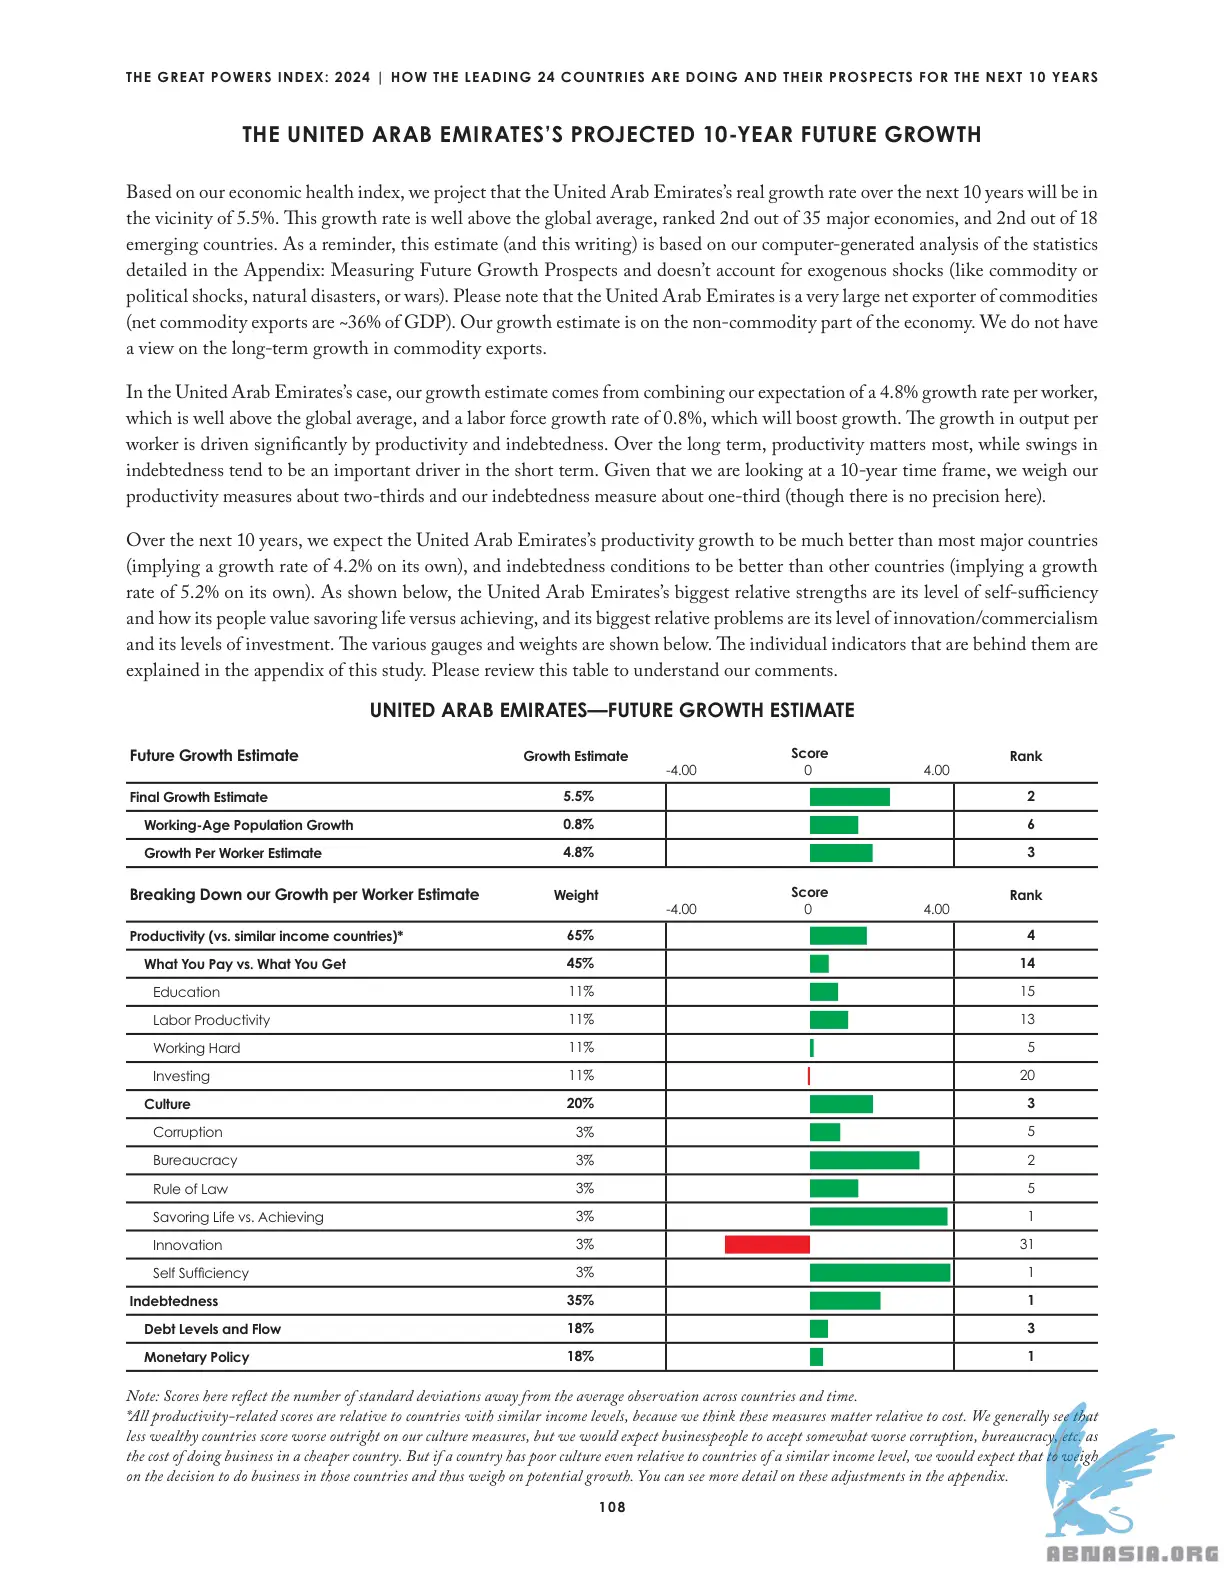 THE GREAT POWERS INDEX: 2024 | HOW THE LEADING 24 COUNTRIES ARE DOING AND THEIR PROSPECTS FOR THE NEXT 10 YEARS
THE UNITED ARAB EMIRATES’S PROJECTED 10-YEAR FUTURE GROWTH
Based on our economic health index, we project that the United Arab Emirates’s real growth rate over the next 10 years will be in
the vicinity of 5.5%. This growth rate is well above the global average, ranked 2nd out of 35 major economies, and 2nd out of 18
emerging countries. As a reminder, this estimate (and this writing) is based on our computer-generated analysis of the statistics
detailed in the Appendix: Measuring Future Growth Prospects and doesn’t account for exogenous shocks (like commodity or
political shocks, natural disasters, or wars). Please note that the United Arab Emirates is a very large net exporter of commodities
(net commodity exports are ~36% of GDP). Our growth estimate is on the non-commodity part of the economy. We do not have
a view on the long-term growth in commodity exports.
In the United Arab Emirates’s case, our growth estimate comes from combining our expectation of a 4.8% growth rate per worker,
which is well above the global average, and a labor force growth rate of 0.8%, which will boost growth. The growth in output per
worker is driven significantly by productivity and indebtedness. Over the long term, productivity matters most, while swings in
indebtedness tend to be an important driver in the short term. Given that we are looking at a 10-year time frame, we weigh our
productivity measures about two-thirds and our indebtedness measure about one-third (though there is no precision here).
Over the next 10 years, we expect the United Arab Emirates’s productivity growth to be much better than most major countries
(implying a growth rate of 4.2% on its own), and indebtedness conditions to be better than other countries (implying a growth
rate of 5.2% on its own). As shown below, the United Arab Emirates’s biggest relative strengths are its level of self-sufficiency
and how its people value savoring life versus achieving, and its biggest relative problems are its level of innovation/commercialism
and its levels of investment. The various gauges and weights are shown below. The individual indicators that are behind them are
explained in the appendix of this study. Please review this table to understand our comments.
UNITED ARAB EMIRATES—FUTURE GROWTH ESTIMATE
Future Growth Estimate Growth Estimate Score Rank
-4.00 0 4.00
Final Growth Estimate 5.5% 2
Working-Age Population Growth 0.8% 6
Growth Per Worker Estimate 4.8% 3
Breaking Down our Growth per Worker Estimate Weight Score Rank
-4.00 0 4.00
Productivity (vs. similar income countries)* 65% 4
What You Pay vs. What You Get 45% 14
Education 11% 15
Labor Productivity 11% 13
Working Hard 11% 5
Investing 11% 20
Culture 20% 3
Corruption 3% 5
Bureaucracy 3% 2
Rule of Law 3% 5
Savoring Life vs. Achieving 3% 1
Innovation 3% 31
Self Sufficiency 3% 1
Indebtedness 35% 1
Debt Levels and Flow 18% 3
Monetary Policy 18% 1
Note: Scores here reflect the number of standard deviations away from the average observation across countries and time.
*All productivity-related scores are relative to countries with similar income levels, because we think these measures matter relative to cost. We generally see that
less wealthy countries score worse outright on our culture measures, but we would expect businesspeople to accept somewhat worse corruption, bureaucracy, etc. as
the cost of doing business in a cheaper country. But if a country has poor culture even relative to countries of a similar income level, we would expect that to weigh
on the decision to do business in those countries and thus weigh on potential growth. You can see more detail on these adjustments in the appendix.
108
ABNASIA.ORG